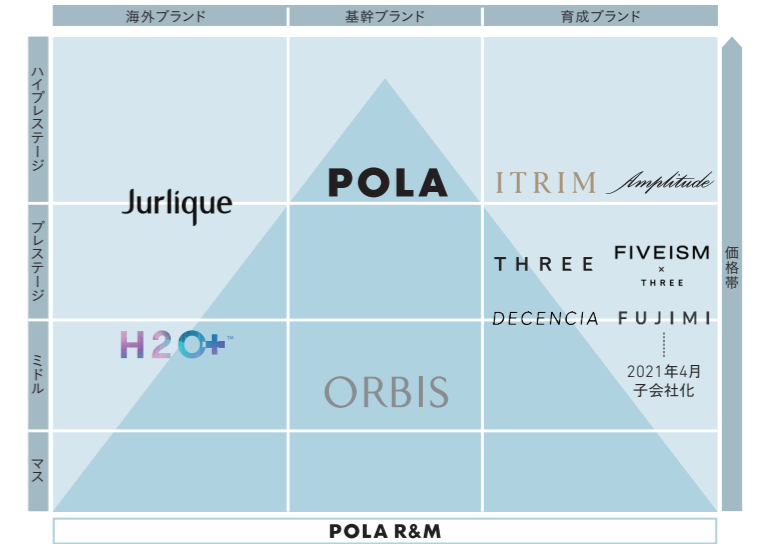 海外ブランド
基幹ブランド
育成ブランド
ハイプレステージ
POLA
ITRIM
Amplitude
Jurlique
プレステージ
THREE
FIVEISM
×
THREE
価格帯
DECENCIA
FUJIMI
H2O+™
ミドル
2021年4月
子会社化
ORBIS
マス
POLA R&M